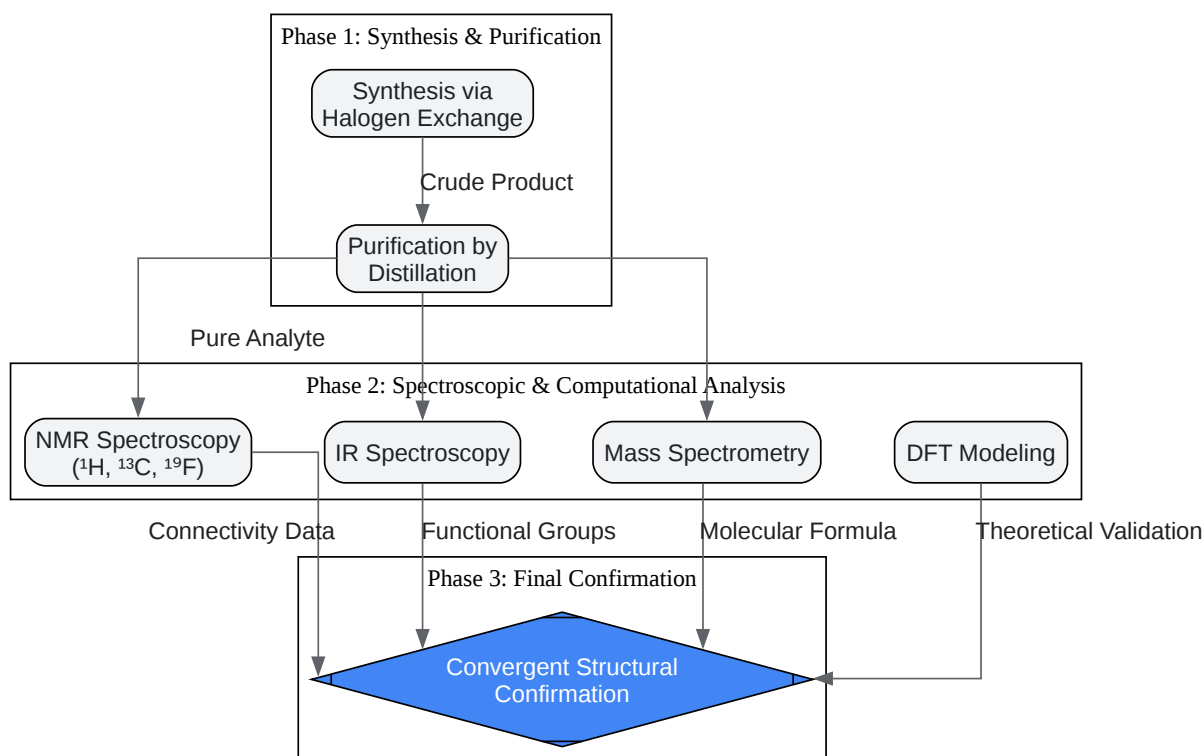 Phase 1: Synthesis & Purification
Synthesis via
Halogen Exchange
Crude Product
Purification by
Distillation
Pure Analyte
Phase 2: Spectroscopic & Computational Analysis
NMR Spectroscopy
(¹H, ¹³C, ¹⁹F)
IR Spectroscopy
Mass Spectrometry
DFT Modeling
Connectivity Data
Functional Groups
Molecular Formula
Theoretical Validation
Phase 3: Final Confirmation
Convergent Structural
Confirmation